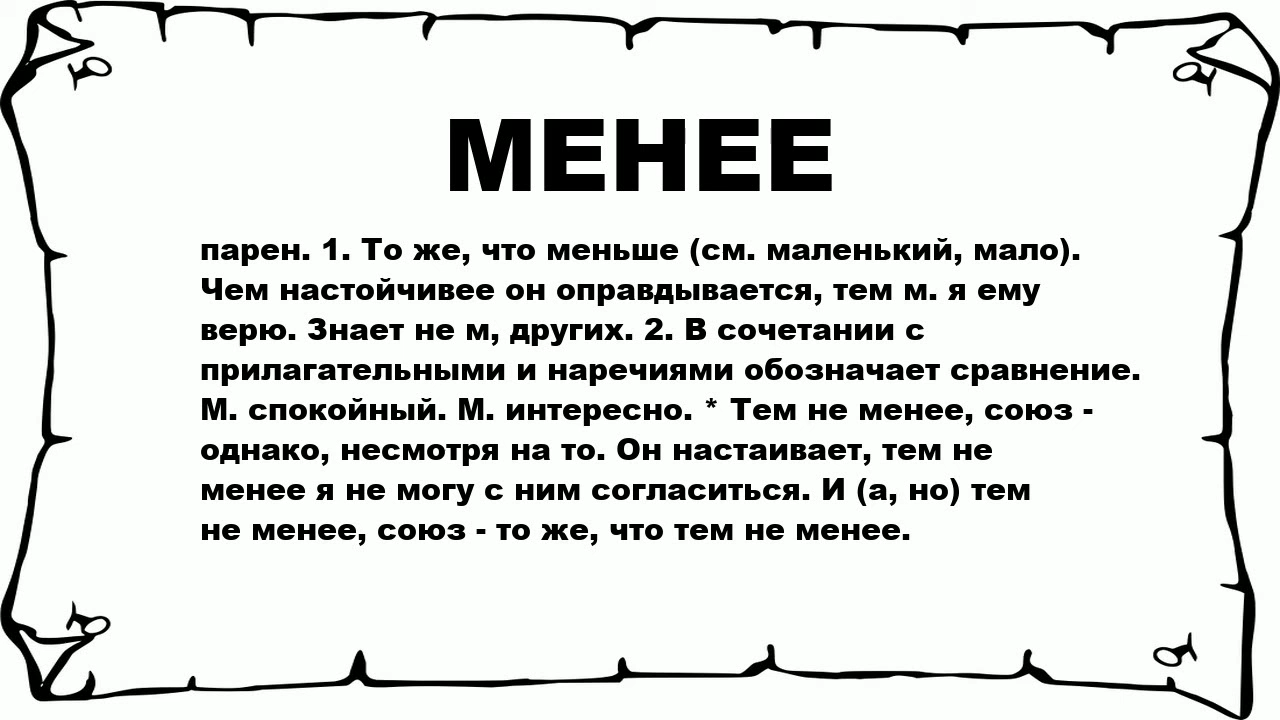 МЕНЕЕ
парен. 1. То же, что меньше (см. маленький, мало).
Чем настойчивее он оправдывается, тем м. я ему
верю. Знает не м, других. 2. В сочетании с
прилагательными и наречиями обозначает сравнение.
М. спокойный. М. интересно. * Тем не менее, союз -
однако, несмотря на то. Он настаивает, тем не
менее я не могу с ним согласиться. И (а, но) тем
не менее, союз - то же, что тем не менее.